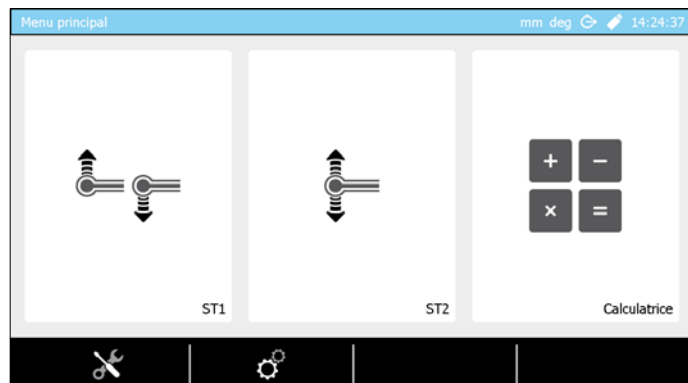 Menu principal
mm deg 14:24:37
+ −
× =
ST1
ST2
Calculatrice